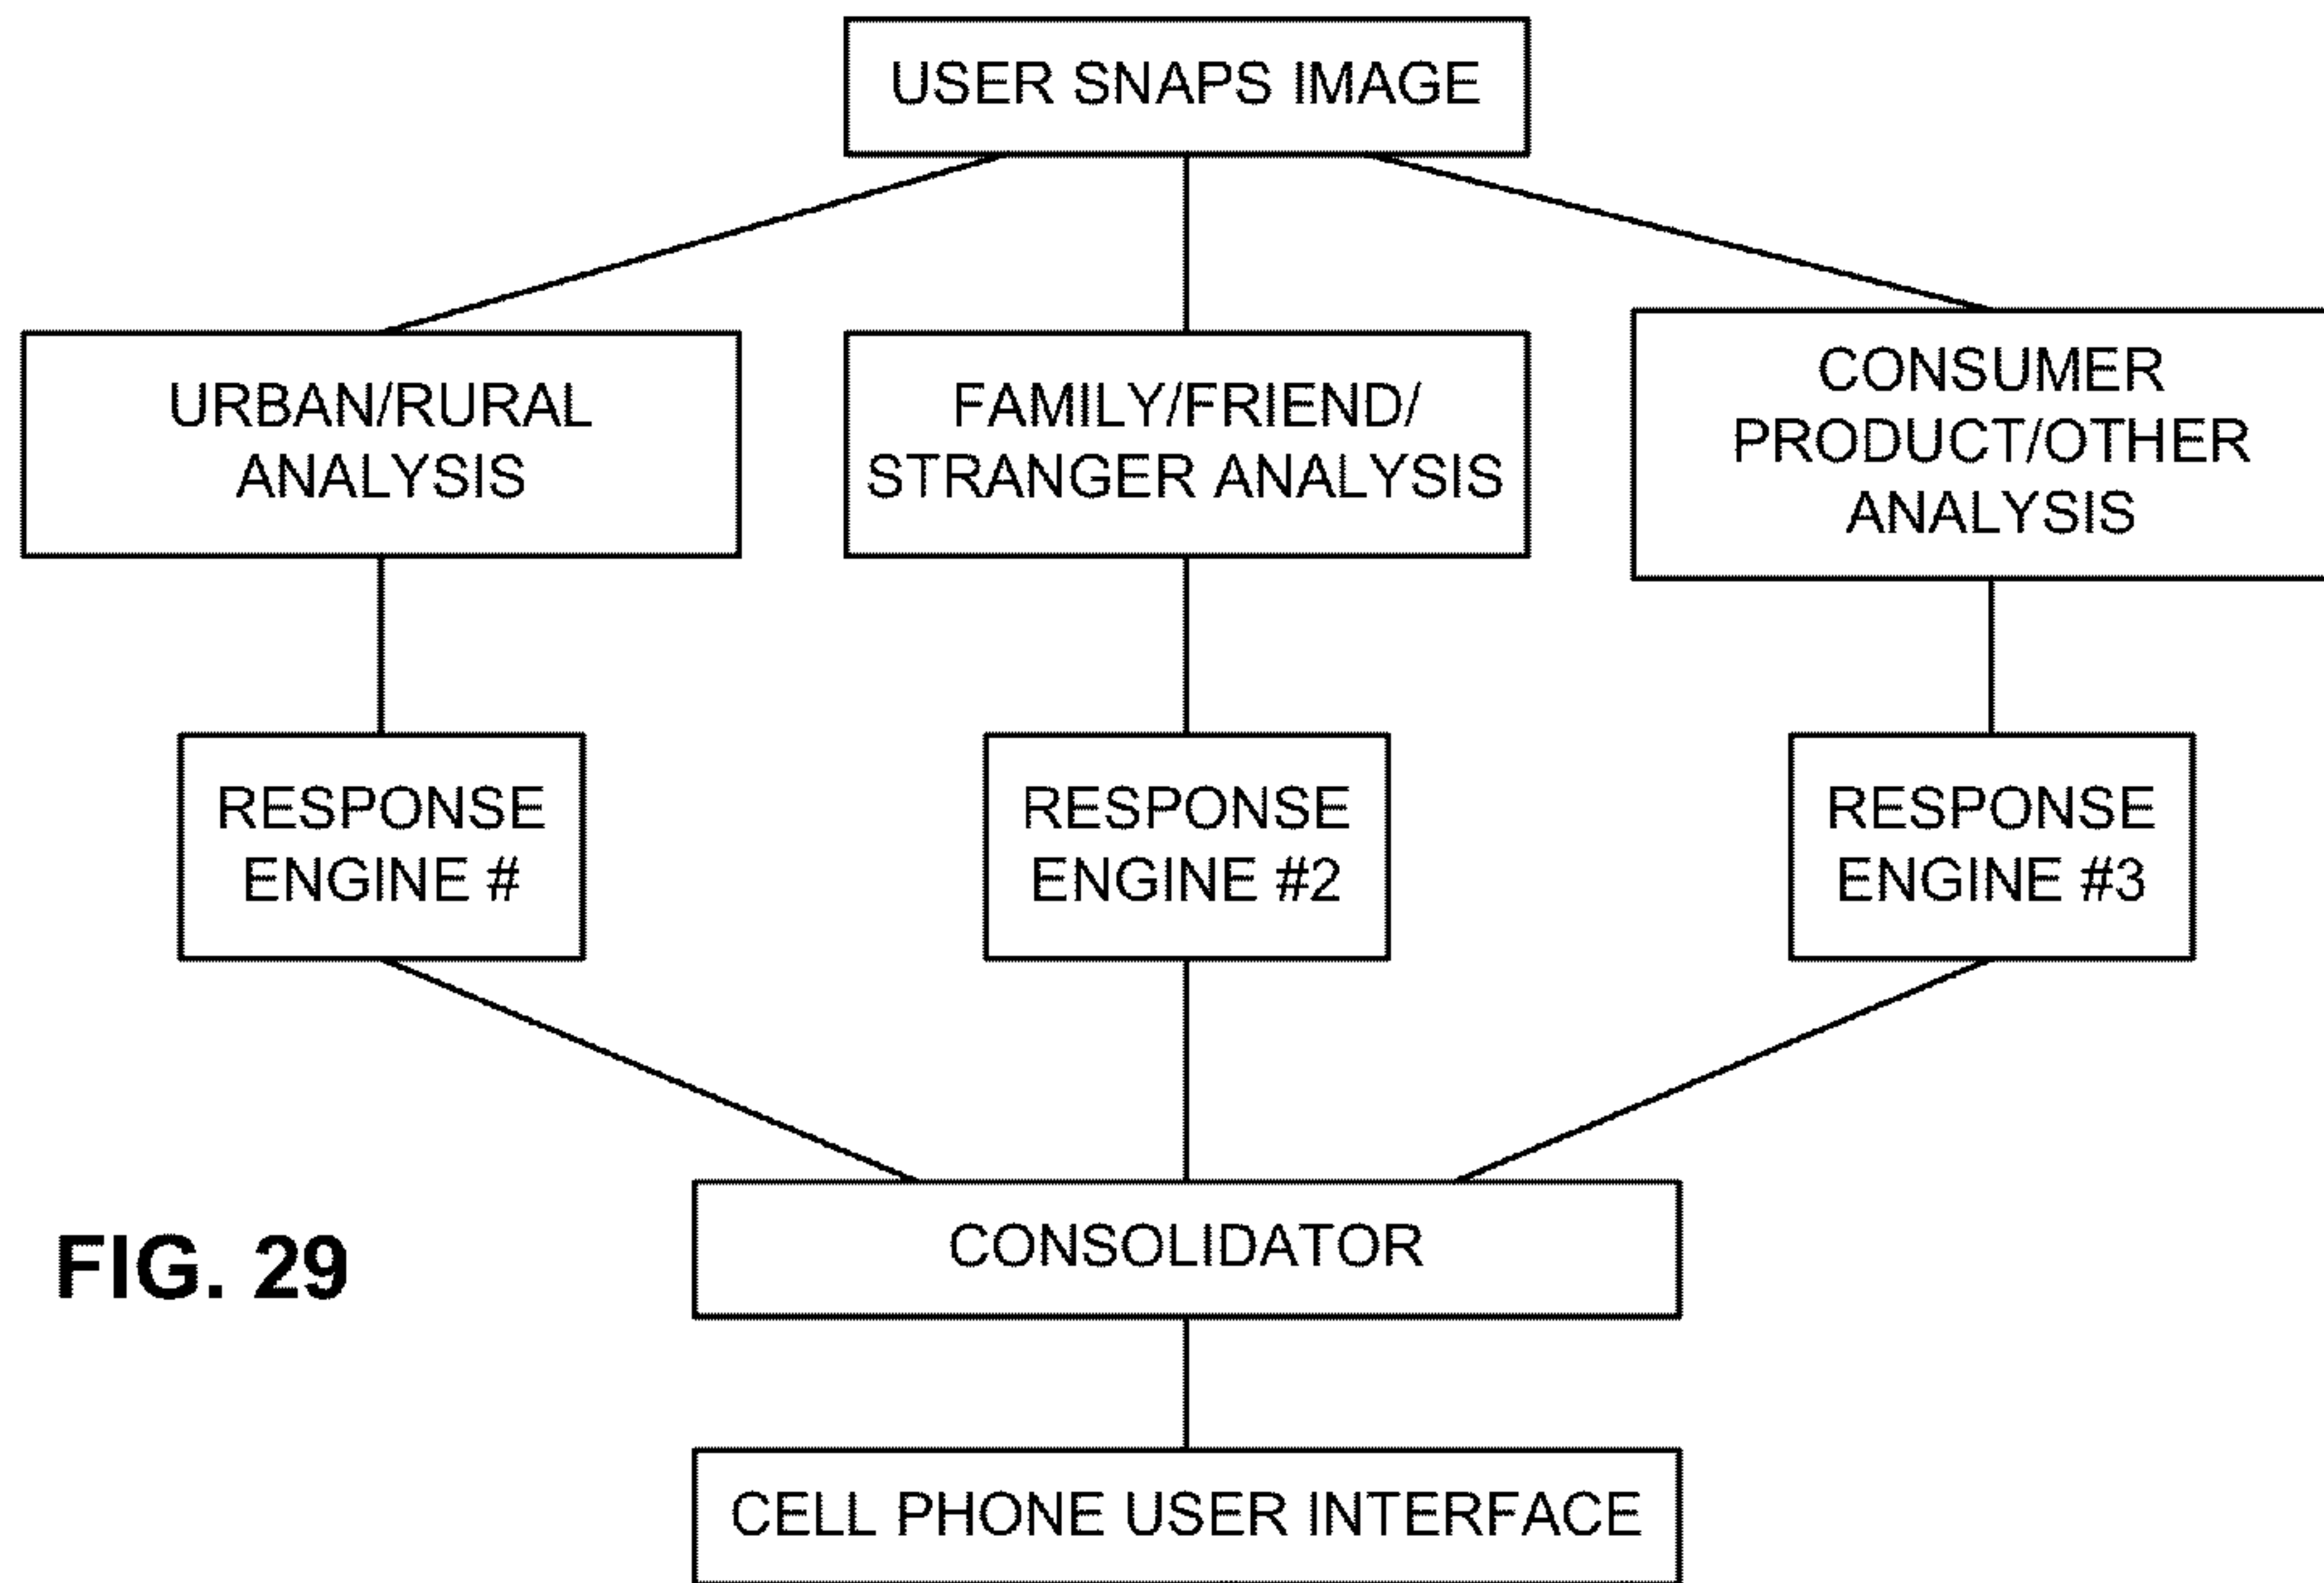 USER SNAPS IMAGE
URBAN/RURAL
ANALYSIS
FAMILY/FRIEND/
STRANGER ANALYSIS
CONSUMER
PRODUCT/OTHER
ANALYSIS
RESPONSE
ENGINE #
RESPONSE
ENGINE #2
RESPONSE
ENGINE #3
CONSOLIDATOR
FIG. 29
CELL PHONE USER INTERFACE